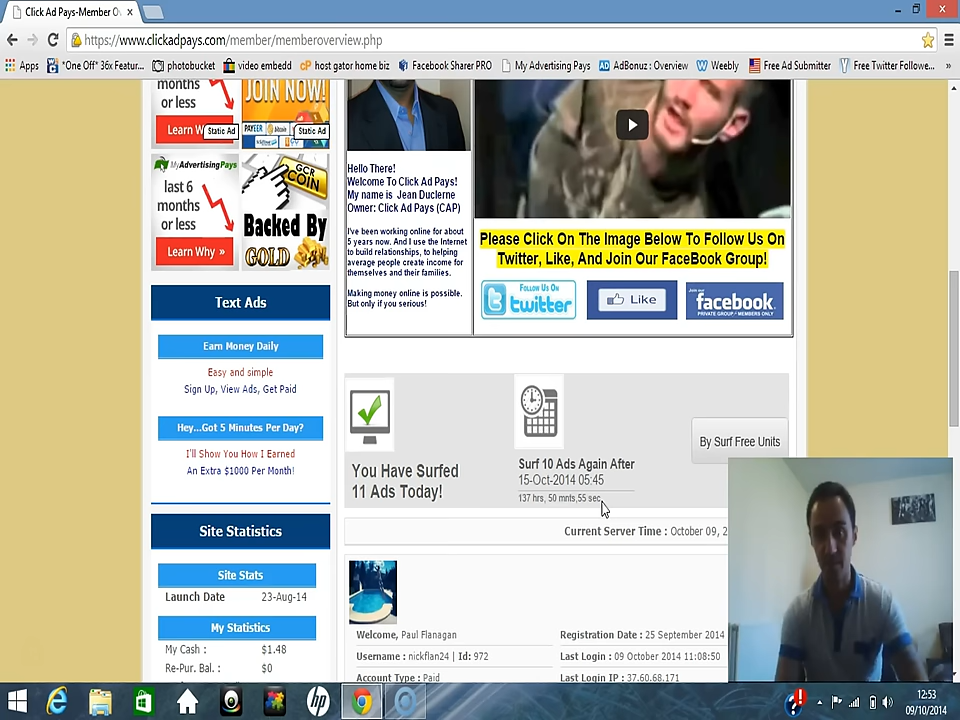 Click Ad Pays-Member Ov
https://www.clickadpays.com/member/memberoverview.php
Apps
*One Off* 36x Featur...
photobucket
video embedd
cP host gator home biz
Facebook Sharer PRO
My Advertising Pays
AD AdBonuz : Overview
Weebly
Free Ad Submitter
Free Twitter Followe...
»
months
or less
Static Ad
JOIN NOW!
PAYEER
bitcoin
Static Ad
MyAdvertisingPays
last 6
months
or less
Learn Why »
GCR
COIN
Backed By
GOLD
Text Ads
Earn Money Daily
Easy and simple
Sign Up, View Ads, Get Paid
Hey...Got 5 Minutes Per Day?
I'll Show You How I Earned
An Extra $1000 Per Month!
Site Statistics
Site Stats
Launch Date 23-Aug-14
My Statistics
My Cash : $1.48
Re-Pur. Bal. : $0
Hello There!
Welcome To Click Ad Pays!
My name is Jean Duclerne
Owner: Click Ad Pays (CAP)
I've been working online for about
5 years now. And I use the Internet
to build relationships, to helping
average people create income for
themselves and their families.
Making money online is possible.
But only if you serious!
Please Click On The Image Below To Follow Us On
Twitter, Like, And Join Our FaceBook Group!
FOLLOW US ON
twitter
Like
facebook
PRIVATE GROUP - MEMBERS ONLY
You Have Surfed
11 Ads Today!
Surf 10 Ads Again After
15-Oct-2014 05:45
137 hrs, 50 mnts,55 sec
By Surf Free Units
Current Server Time : October 09, 2
Welcome, Paul Flanagan
Registration Date : 25 September 2014
Username : nickflan24 | Id: 972
Last Login : 09 October 2014 11:08:50
Account Type : Paid
Last Login IP : 37.60.68.171
hp
12:53
09/10/2014